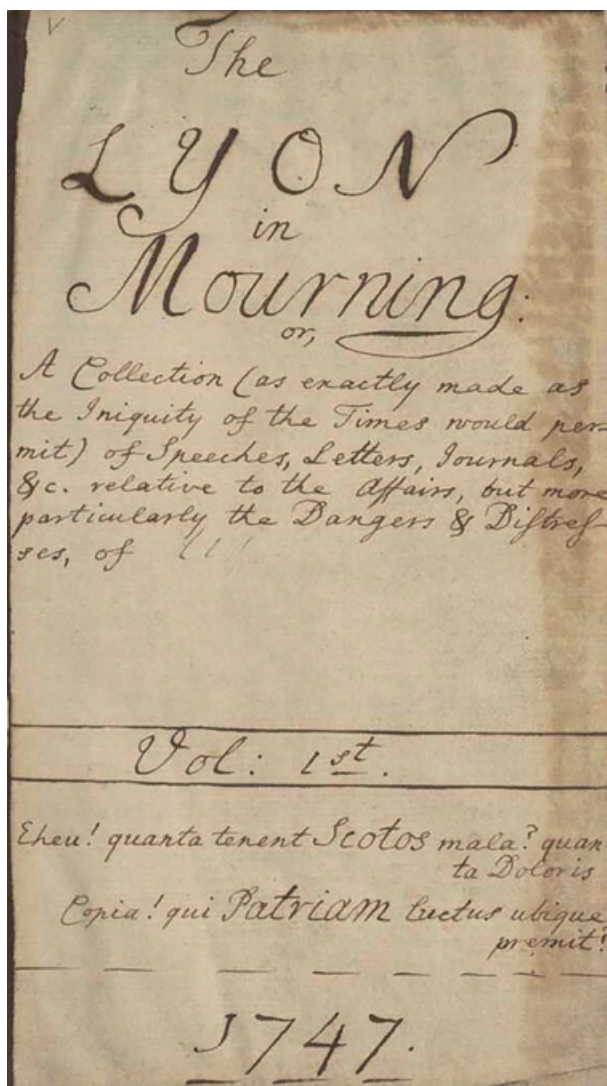 The
LYON
in
Mourning:
or,
A Collection (as exactly made as
the Iniquity of the Times would per-
mit) of Speeches, Letters, Journals,
&c. relative to the Affairs, but more
particularly the Dangers & Distreſ-
ses, of
Vol: 1st.
Eheu! quanta tenent Scotos mala? quan-
ta Doloris
Copia! qui Patriam luctus ubique
premit!
1747.